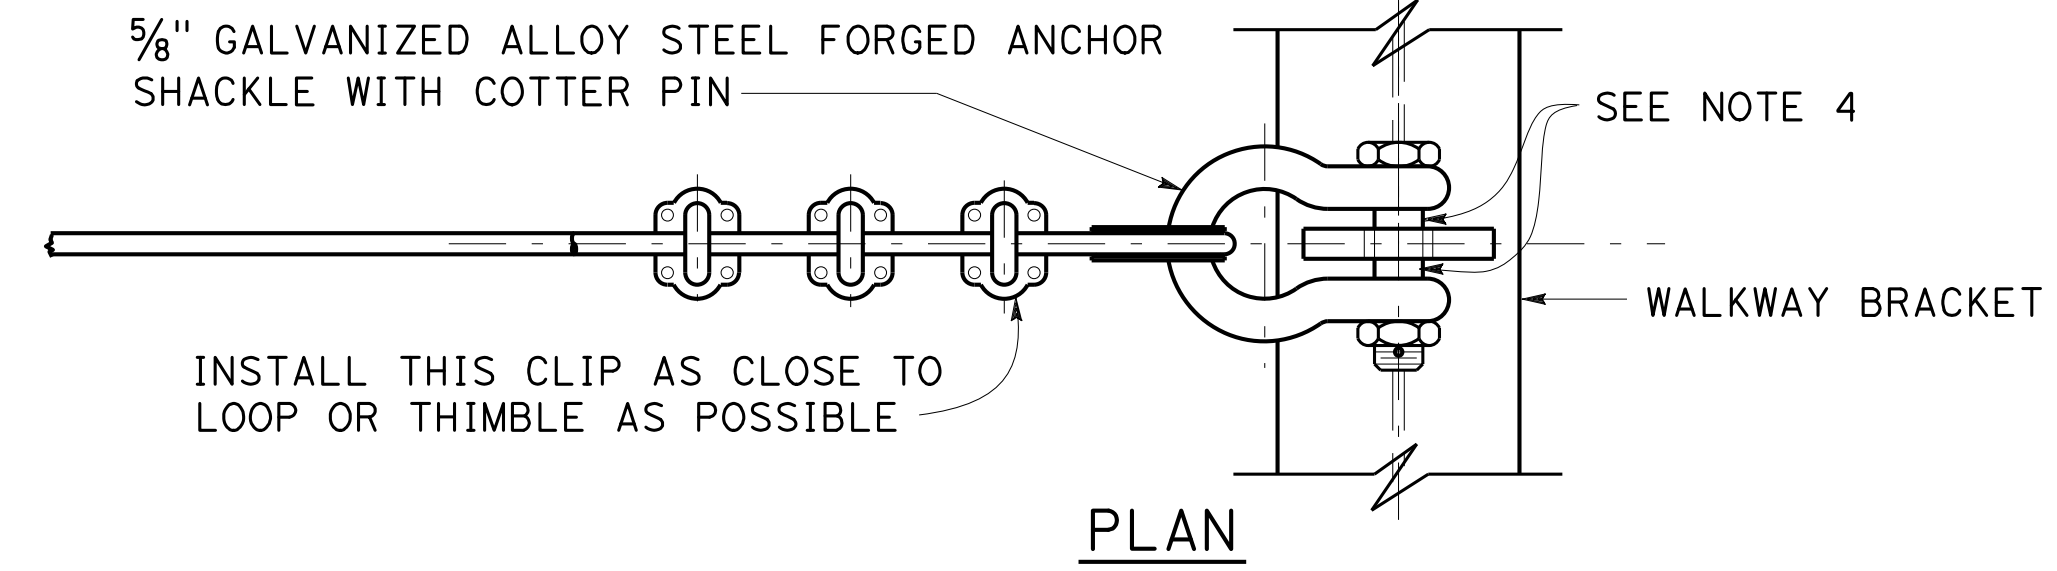 ⅝" GALVANIZED ALLOY STEEL FORGED ANCHOR
SHACKLE WITH COTTER PIN
SEE NOTE 4
WALKWAY BRACKET
INSTALL THIS CLIP AS CLOSE TO
LOOP OR THIMBLE AS POSSIBLE
PLAN